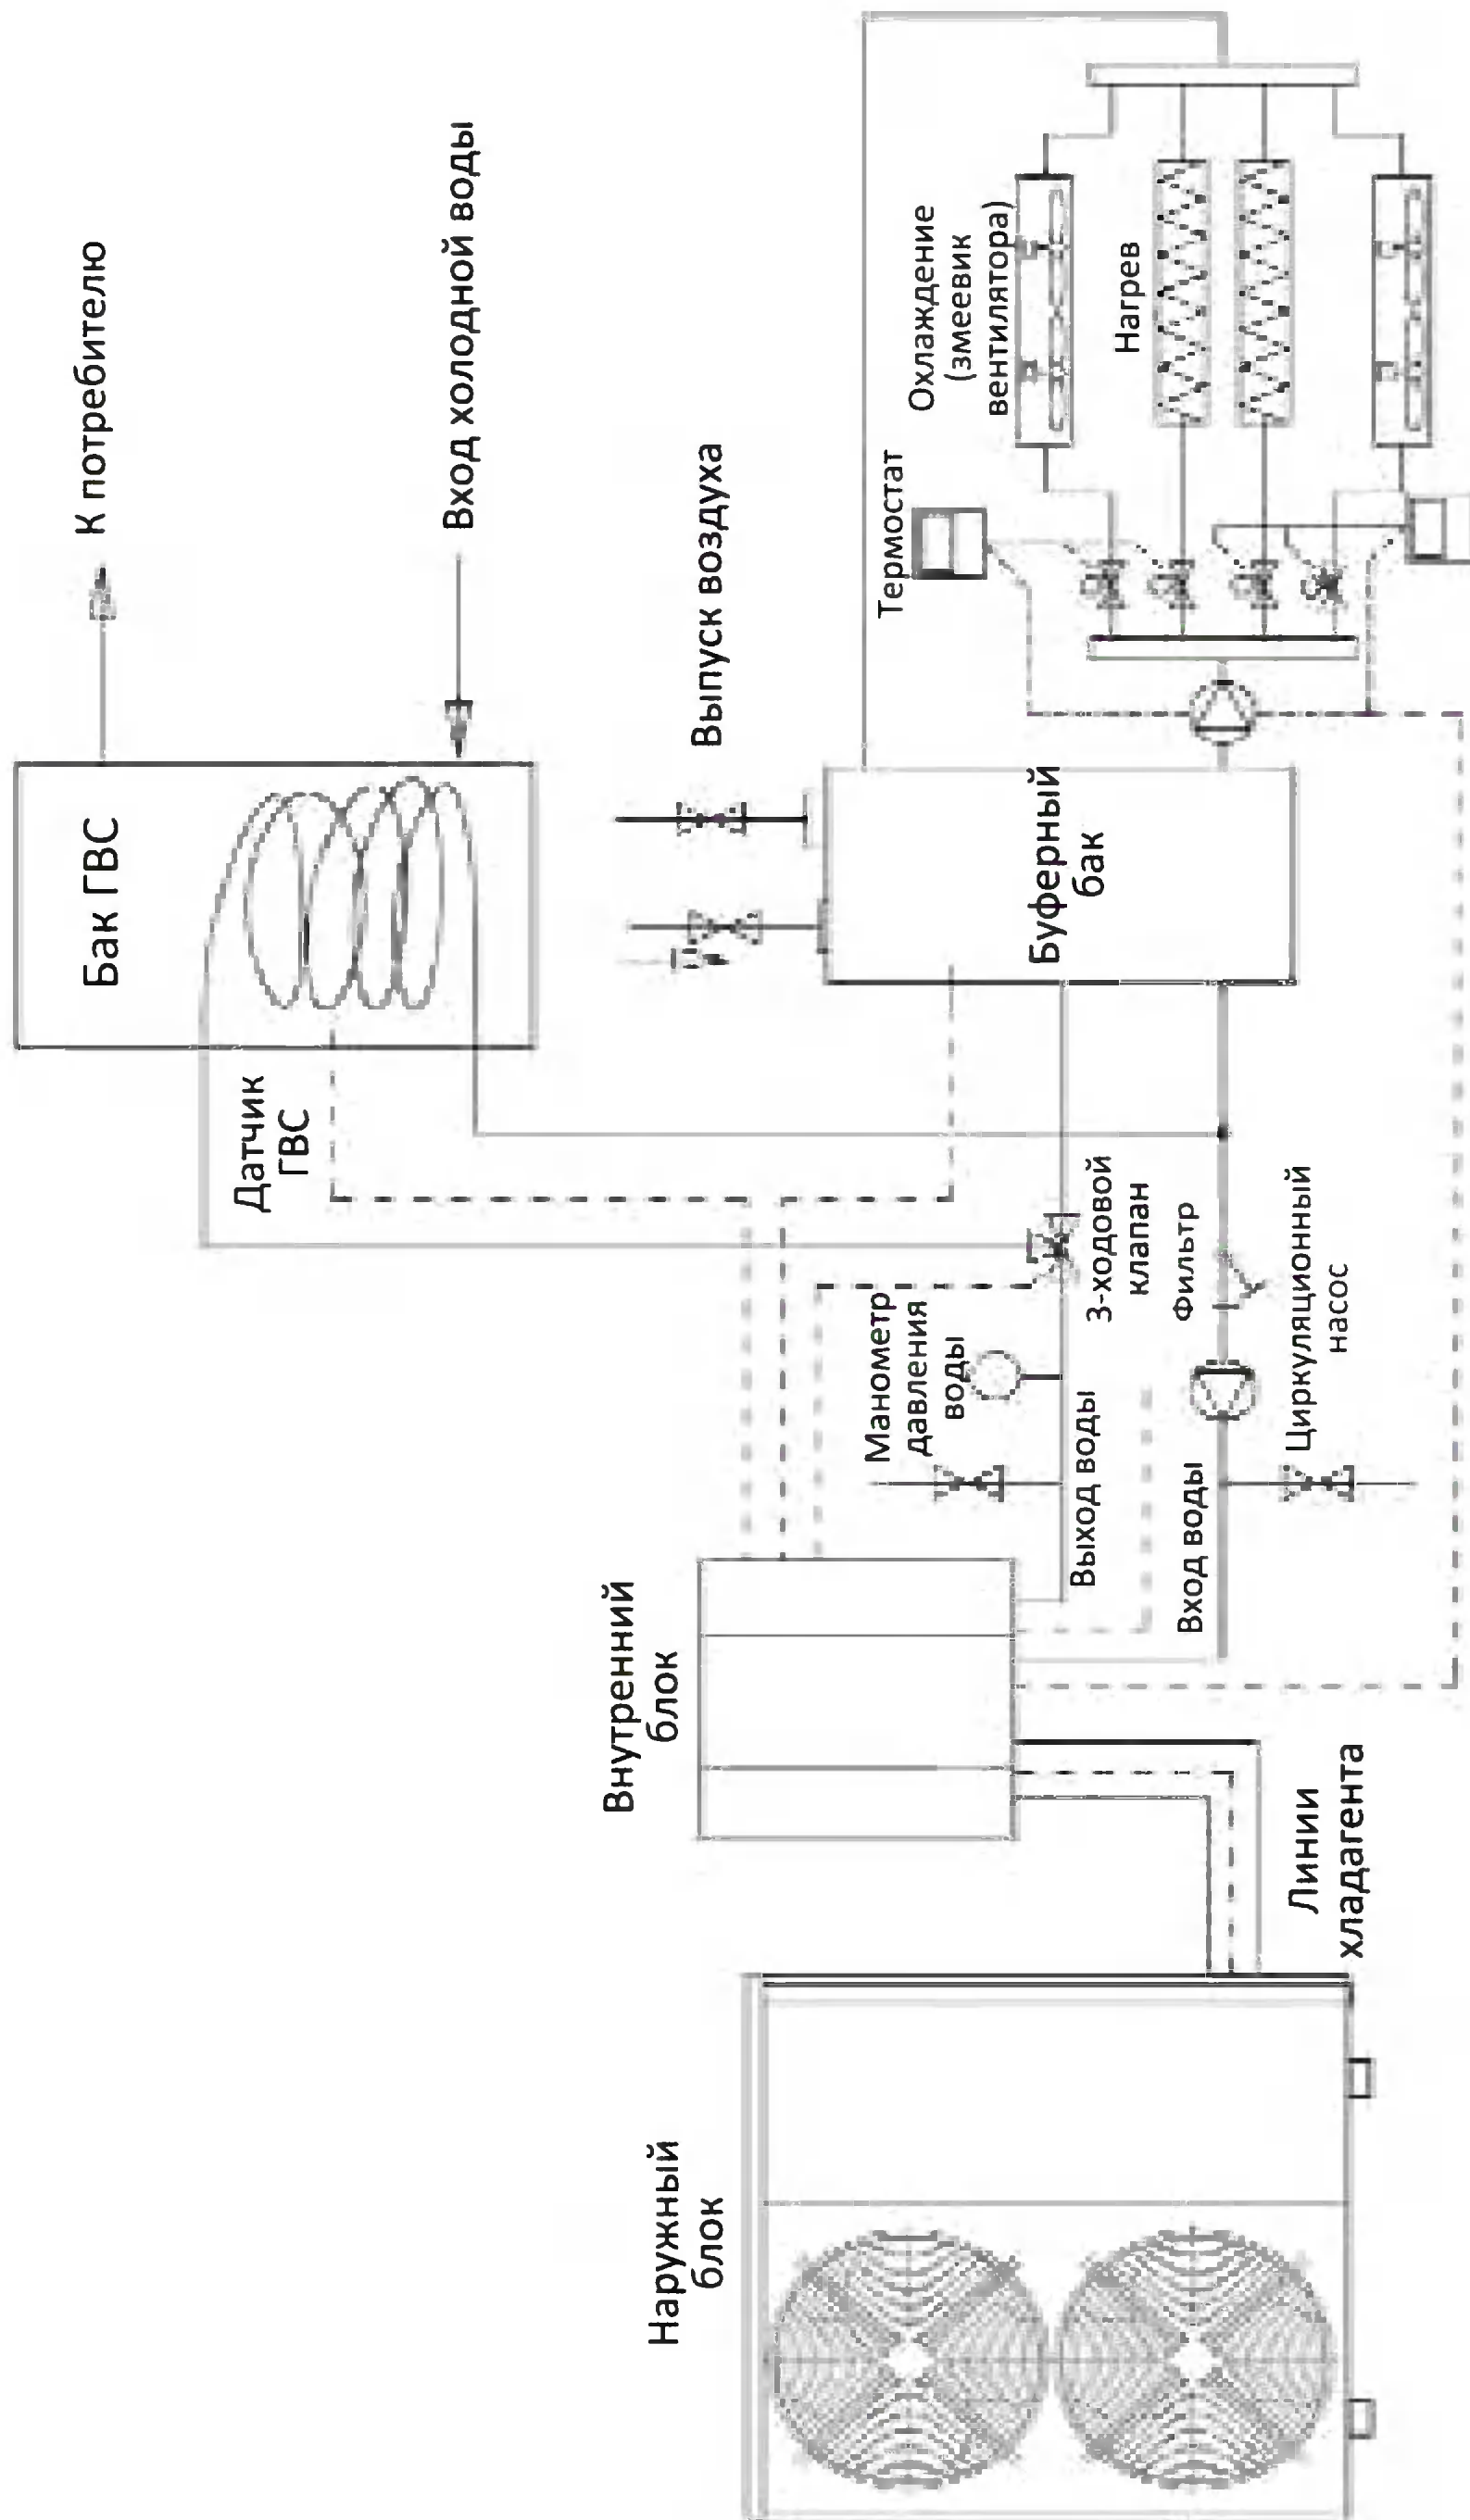 Наружный
блок
Внутренний
блок
Линии
хладагента
Бак ГВС
Датчик
ГВС
К потребителю
Вход холодной воды
Выпуск воздуха
Буферный
бак
Манометр
давления
воды
Выход воды
3-ходовой
клапан
Фильтр
Вход воды
Циркуляционный
насос
Термостат
Охлаждение
(змеевик
вентилятора)
Нагрев